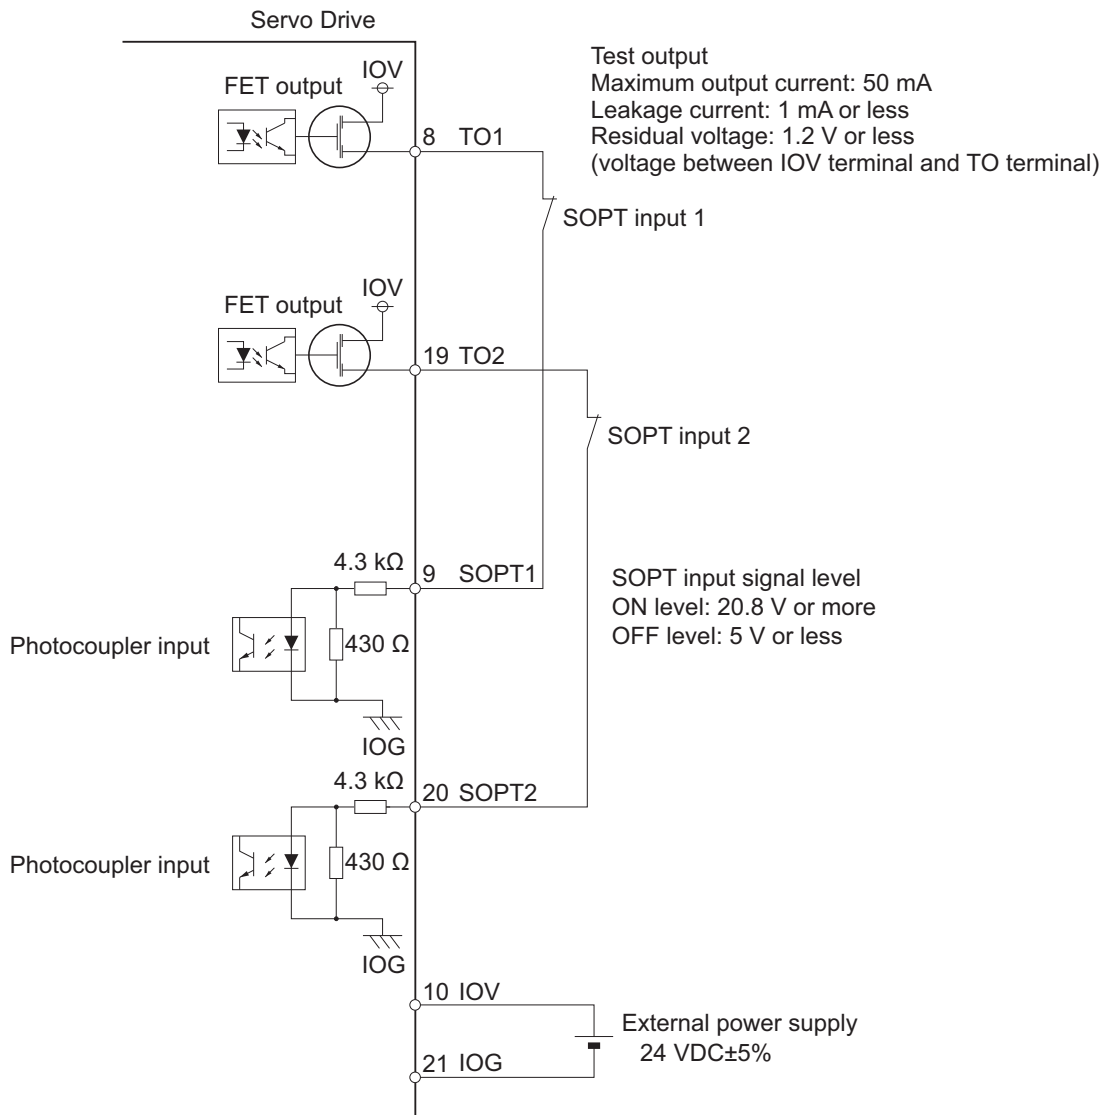 Servo Drive
FET output
IOV
8 TO1
Test output
Maximum output current: 50 mA
Leakage current: 1 mA or less
Residual voltage: 1.2 V or less
(voltage between IOV terminal and TO terminal)
SOPT input 1
FET output
IOV
19 TO2
SOPT input 2
4.3 kΩ
9 SOPT1
Photocoupler input
430 Ω
IOG
SOPT input signal level
ON level: 20.8 V or more
OFF level: 5 V or less
4.3 kΩ
20 SOPT2
Photocoupler input
430 Ω
IOG
10 IOV
External power supply
24 VDC±5%
21 IOG